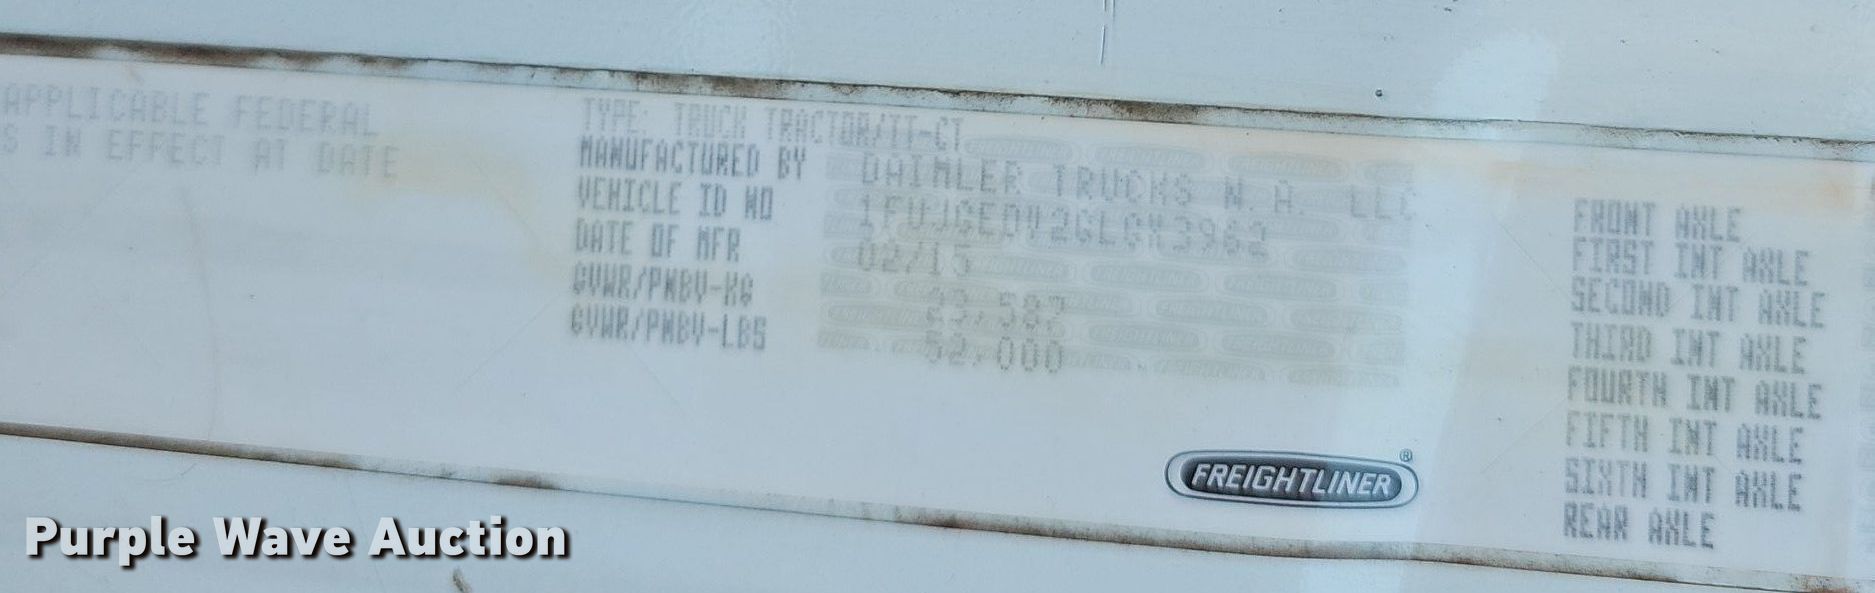 APPLICABLE FEDERAL
S IN EFFECT AT DATE
TYPE: TRUCK TRACTOR/TT-CT
MANUFACTURED BY DAIMLER TRUCKS N.A. LLC
VEHICLE ID NO
DATE OF MFR 02/15
GVWR/PNBV-KG 23,587
GVWR/PNBV-LBS 52,000
FREIGHTLINER ®
FRONT AXLE
FIRST INT AXLE
SECOND INT AXLE
THIRD INT AXLE
FOURTH INT AXLE
FIFTH INT AXLE
SIXTH INT AXLE
REAR AXLE
Purple Wave Auction